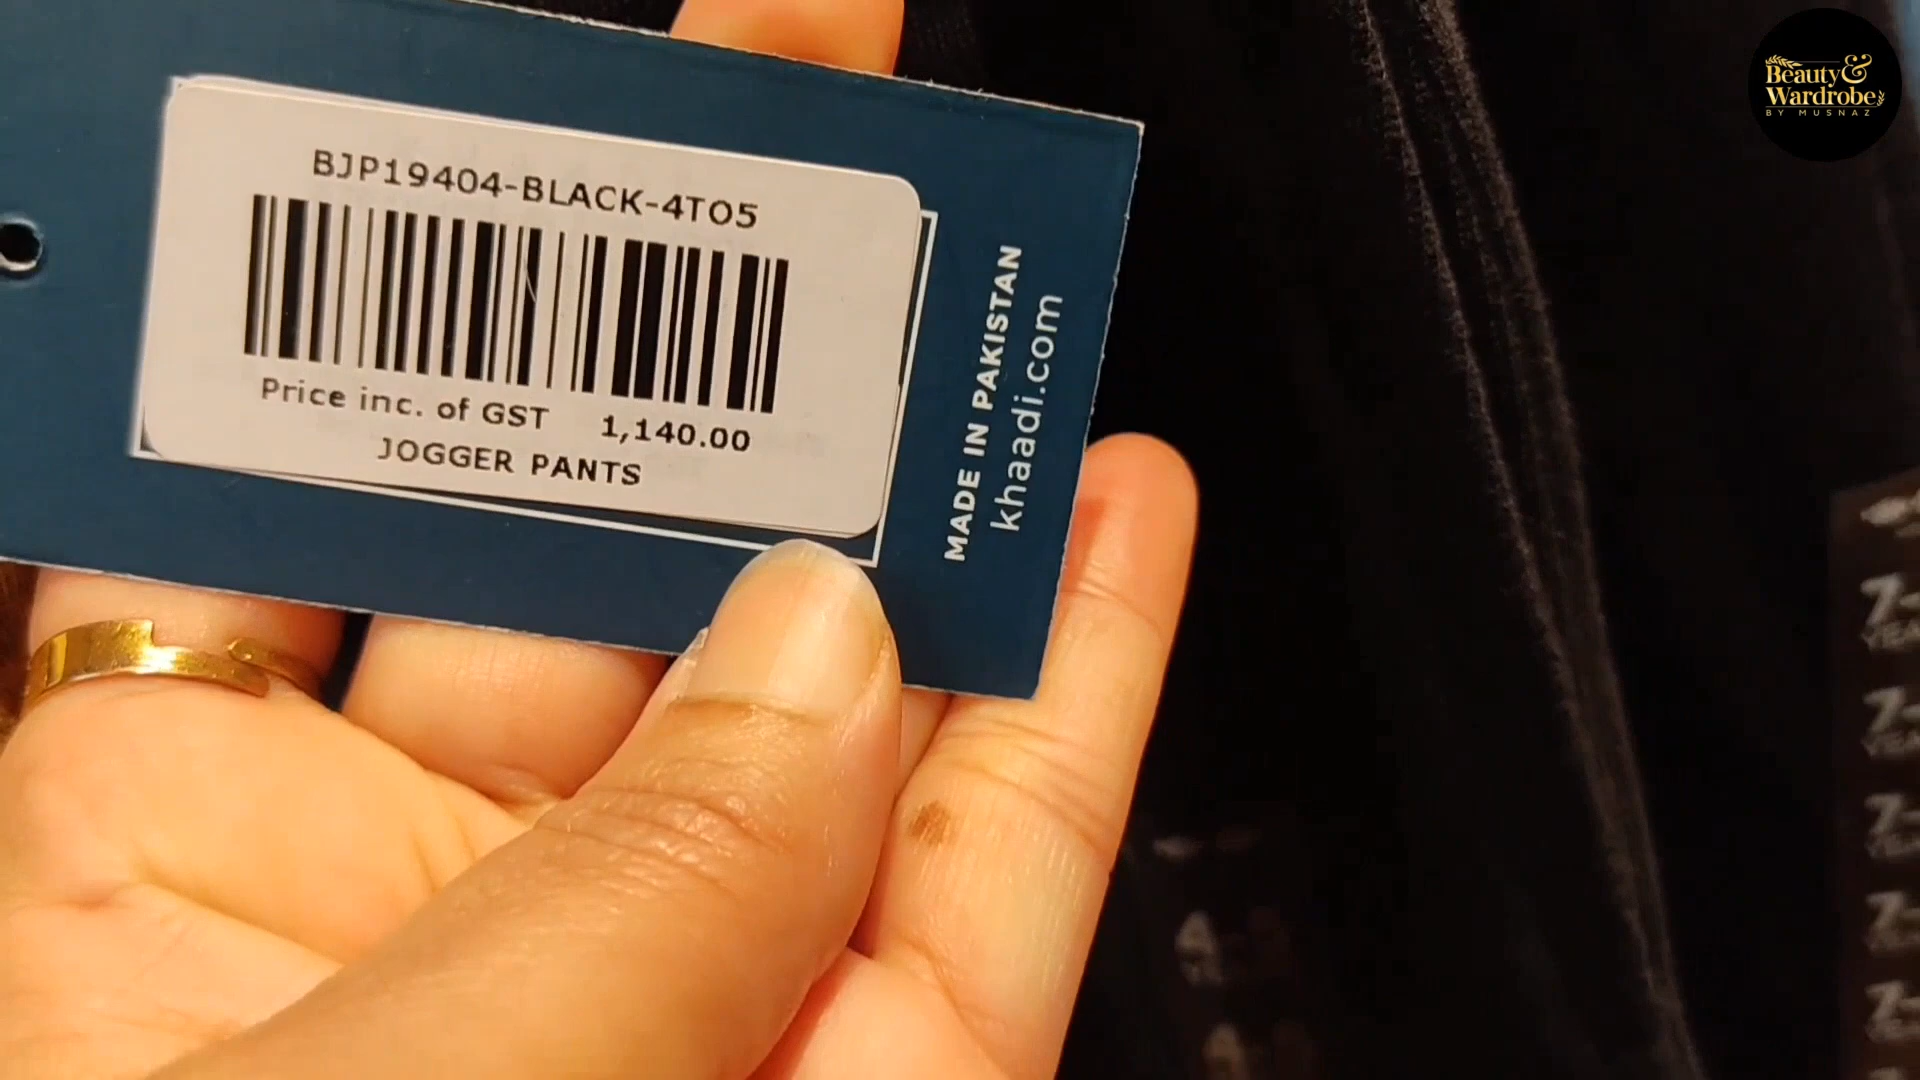 BJP19404-BLACK-4TO5
Price inc. of GST 1,140.00
JOGGER PANTS
MADE IN PAKISTAN
khaadi.com
Beauty&
Wardrobe
BY MUSNAZ